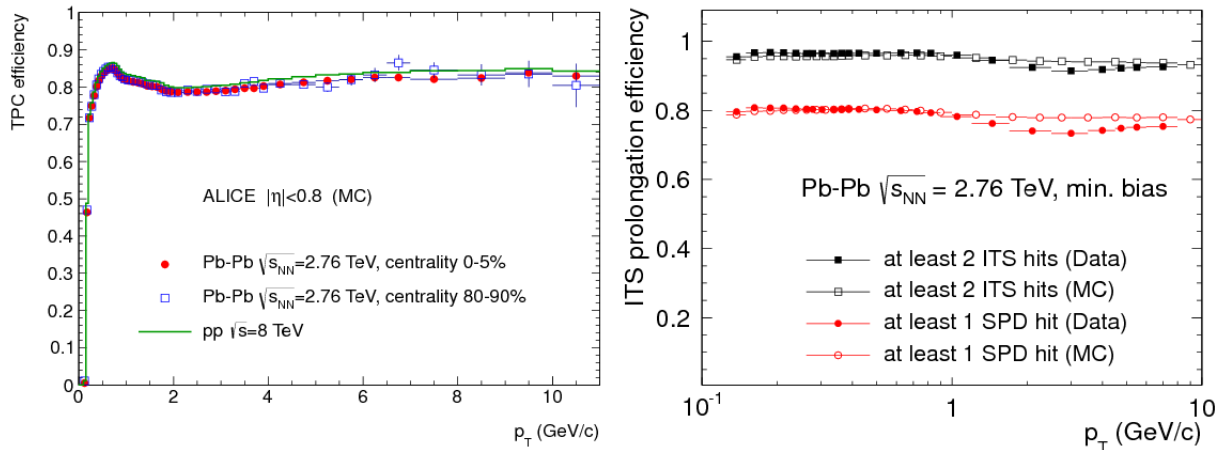 TPC efficiency
1
0.9
0.8
0.7
0.6
0.5
0.4
0.3
0.2
0.1
0
ALICE |η|<0.8 (MC)
Pb-Pb √s_NN=2.76 TeV, centrality 0-5%
Pb-Pb √s_NN=2.76 TeV, centrality 80-90%
pp √s=8 TeV
0 2 4 6 8 10
p_T (GeV/c)
ITS prolongation efficiency
1
0.8
0.6
0.4
0.2
Pb-Pb √s_NN = 2.76 TeV, min. bias
at least 2 ITS hits (Data)
at least 2 ITS hits (MC)
at least 1 SPD hit (Data)
at least 1 SPD hit (MC)
10⁻¹ 1 10
p_T (GeV/c)